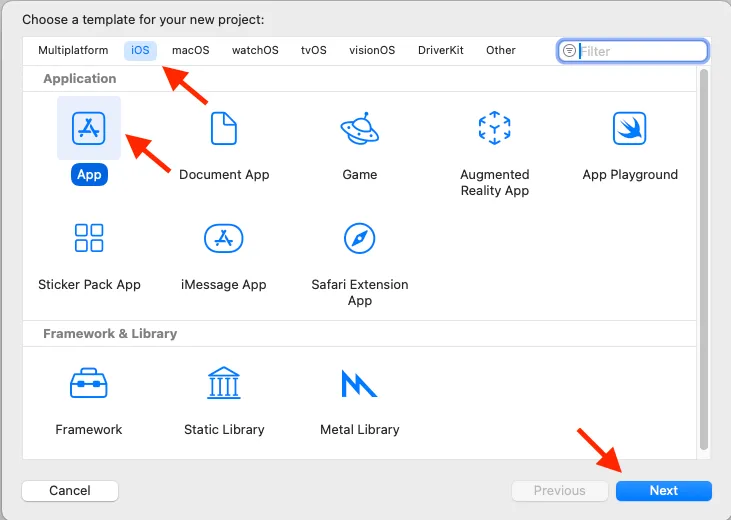 Choose a template for your new project:
Multiplatform iOS macOS watchOS tvOS visionOS DriverKit Other Filter
Application
App Document App Game Augmented Reality App App Playground
Sticker Pack App iMessage App Safari Extension App
Framework & Library
Framework Static Library Metal Library
Cancel Previous Next